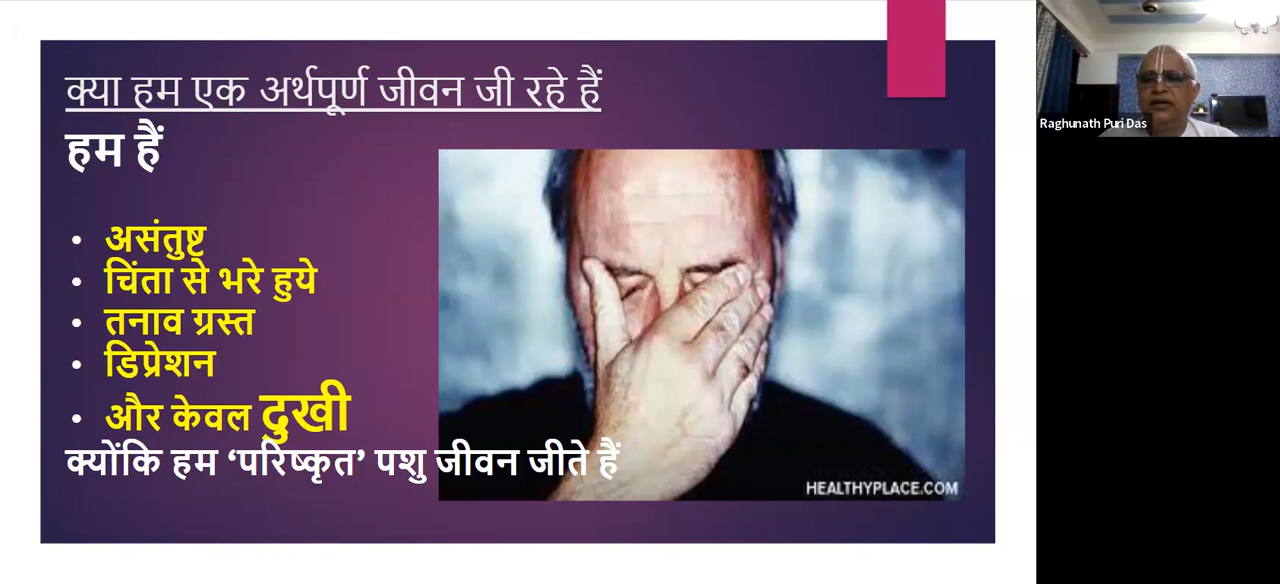 क्या हम एक अर्थपूर्ण जीवन जी रहे हैं
हम हैं
• असंतुष्ट
• चिंता से भरे हुये
• तनाव ग्रस्त
• डिप्रेशन
• और केवल दुखी
क्योंकि हम ‘परिष्कृत’ पशु जीवन जीते हैं
HEALTHYPLACE.COM
Raghunath Puri Das